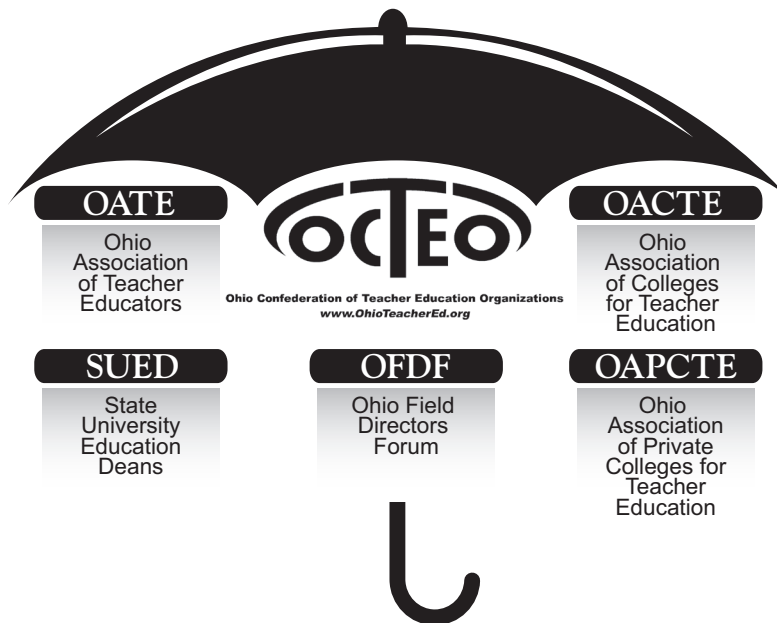 OATE
Ohio
Association
of Teacher
Educators
OCTEO
Ohio Confederation of Teacher Education Organizations
www.OhioTeacherEd.org
OACTE
Ohio
Association
of Colleges
for Teacher
Education
SUED
State
University
Education
Deans
OFDF
Ohio Field
Directors
Forum
OAPCTE
Ohio
Association
of Private
Colleges for
Teacher
Education